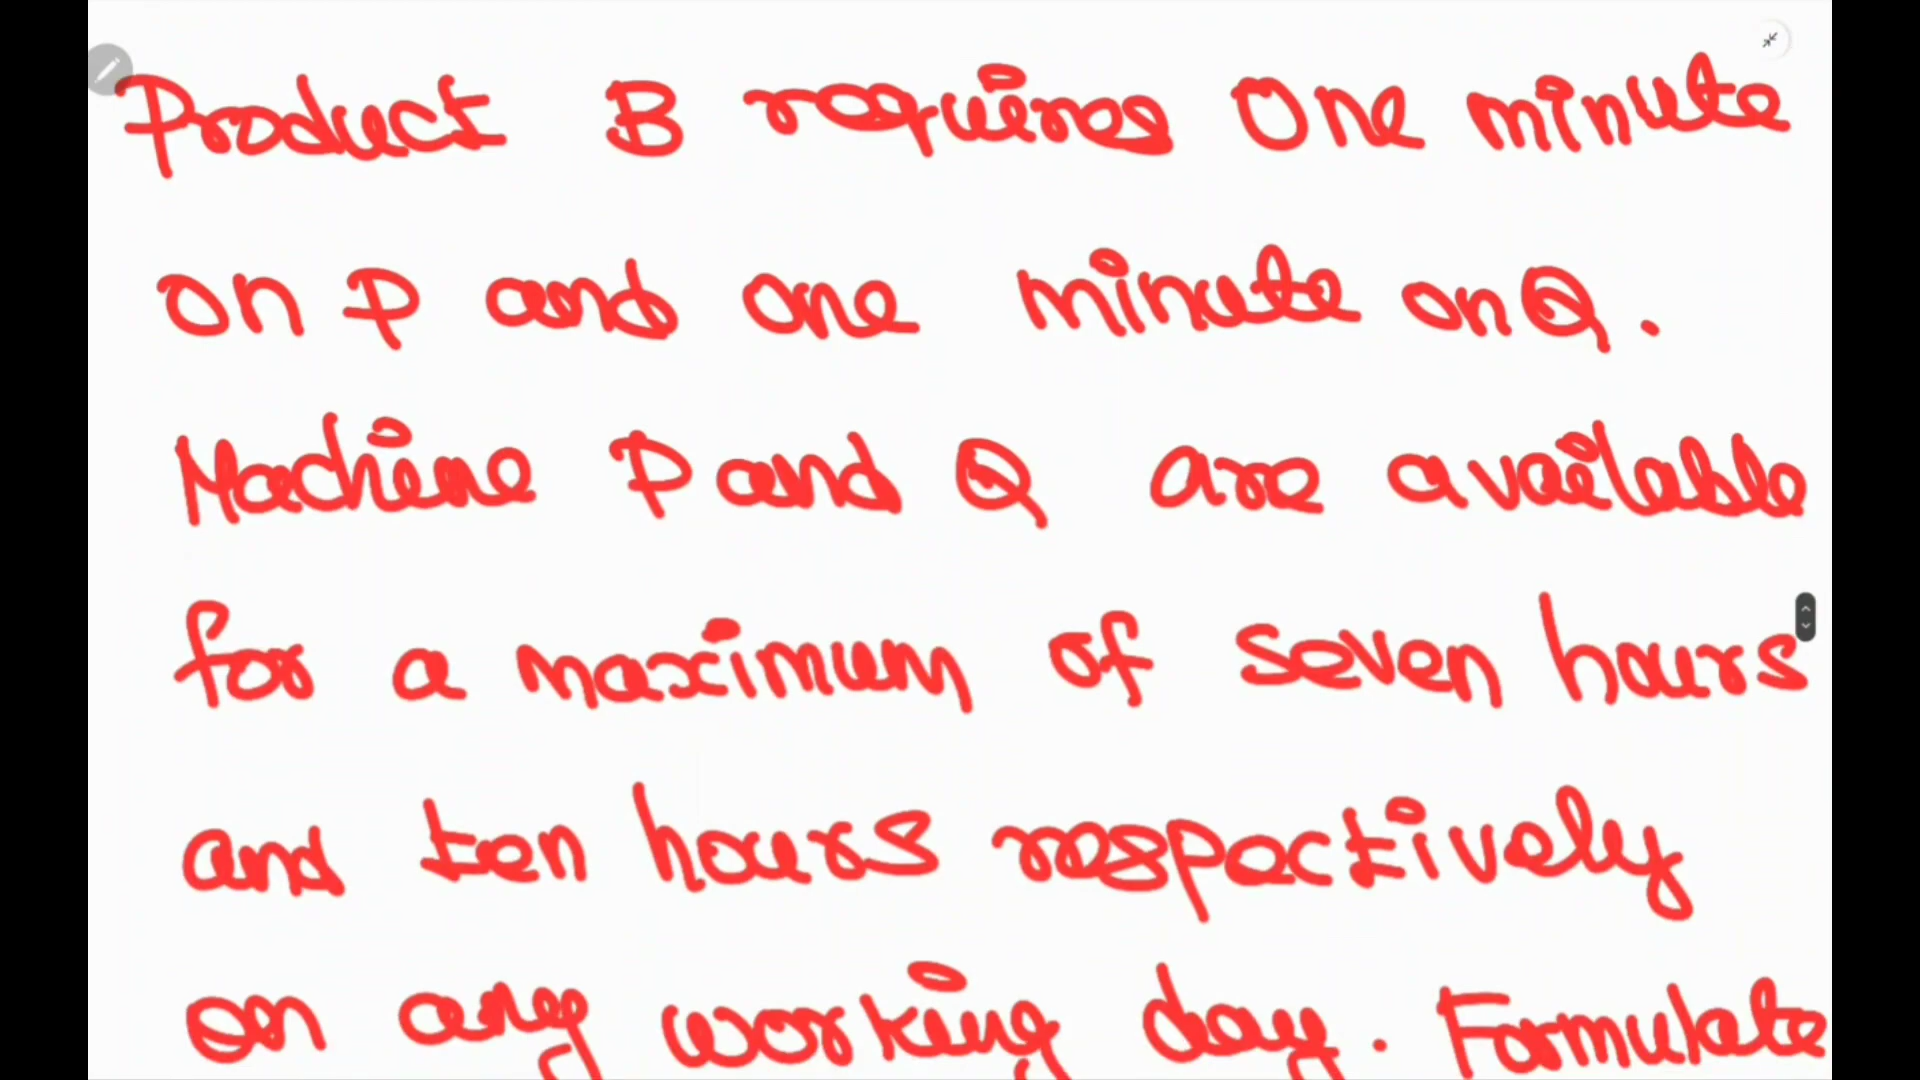 Product B requires One minute
on P and one minute on Q.
Machine P and Q are available
for a maximum of seven hours
and ten hours respectively
on any working day. Formulate